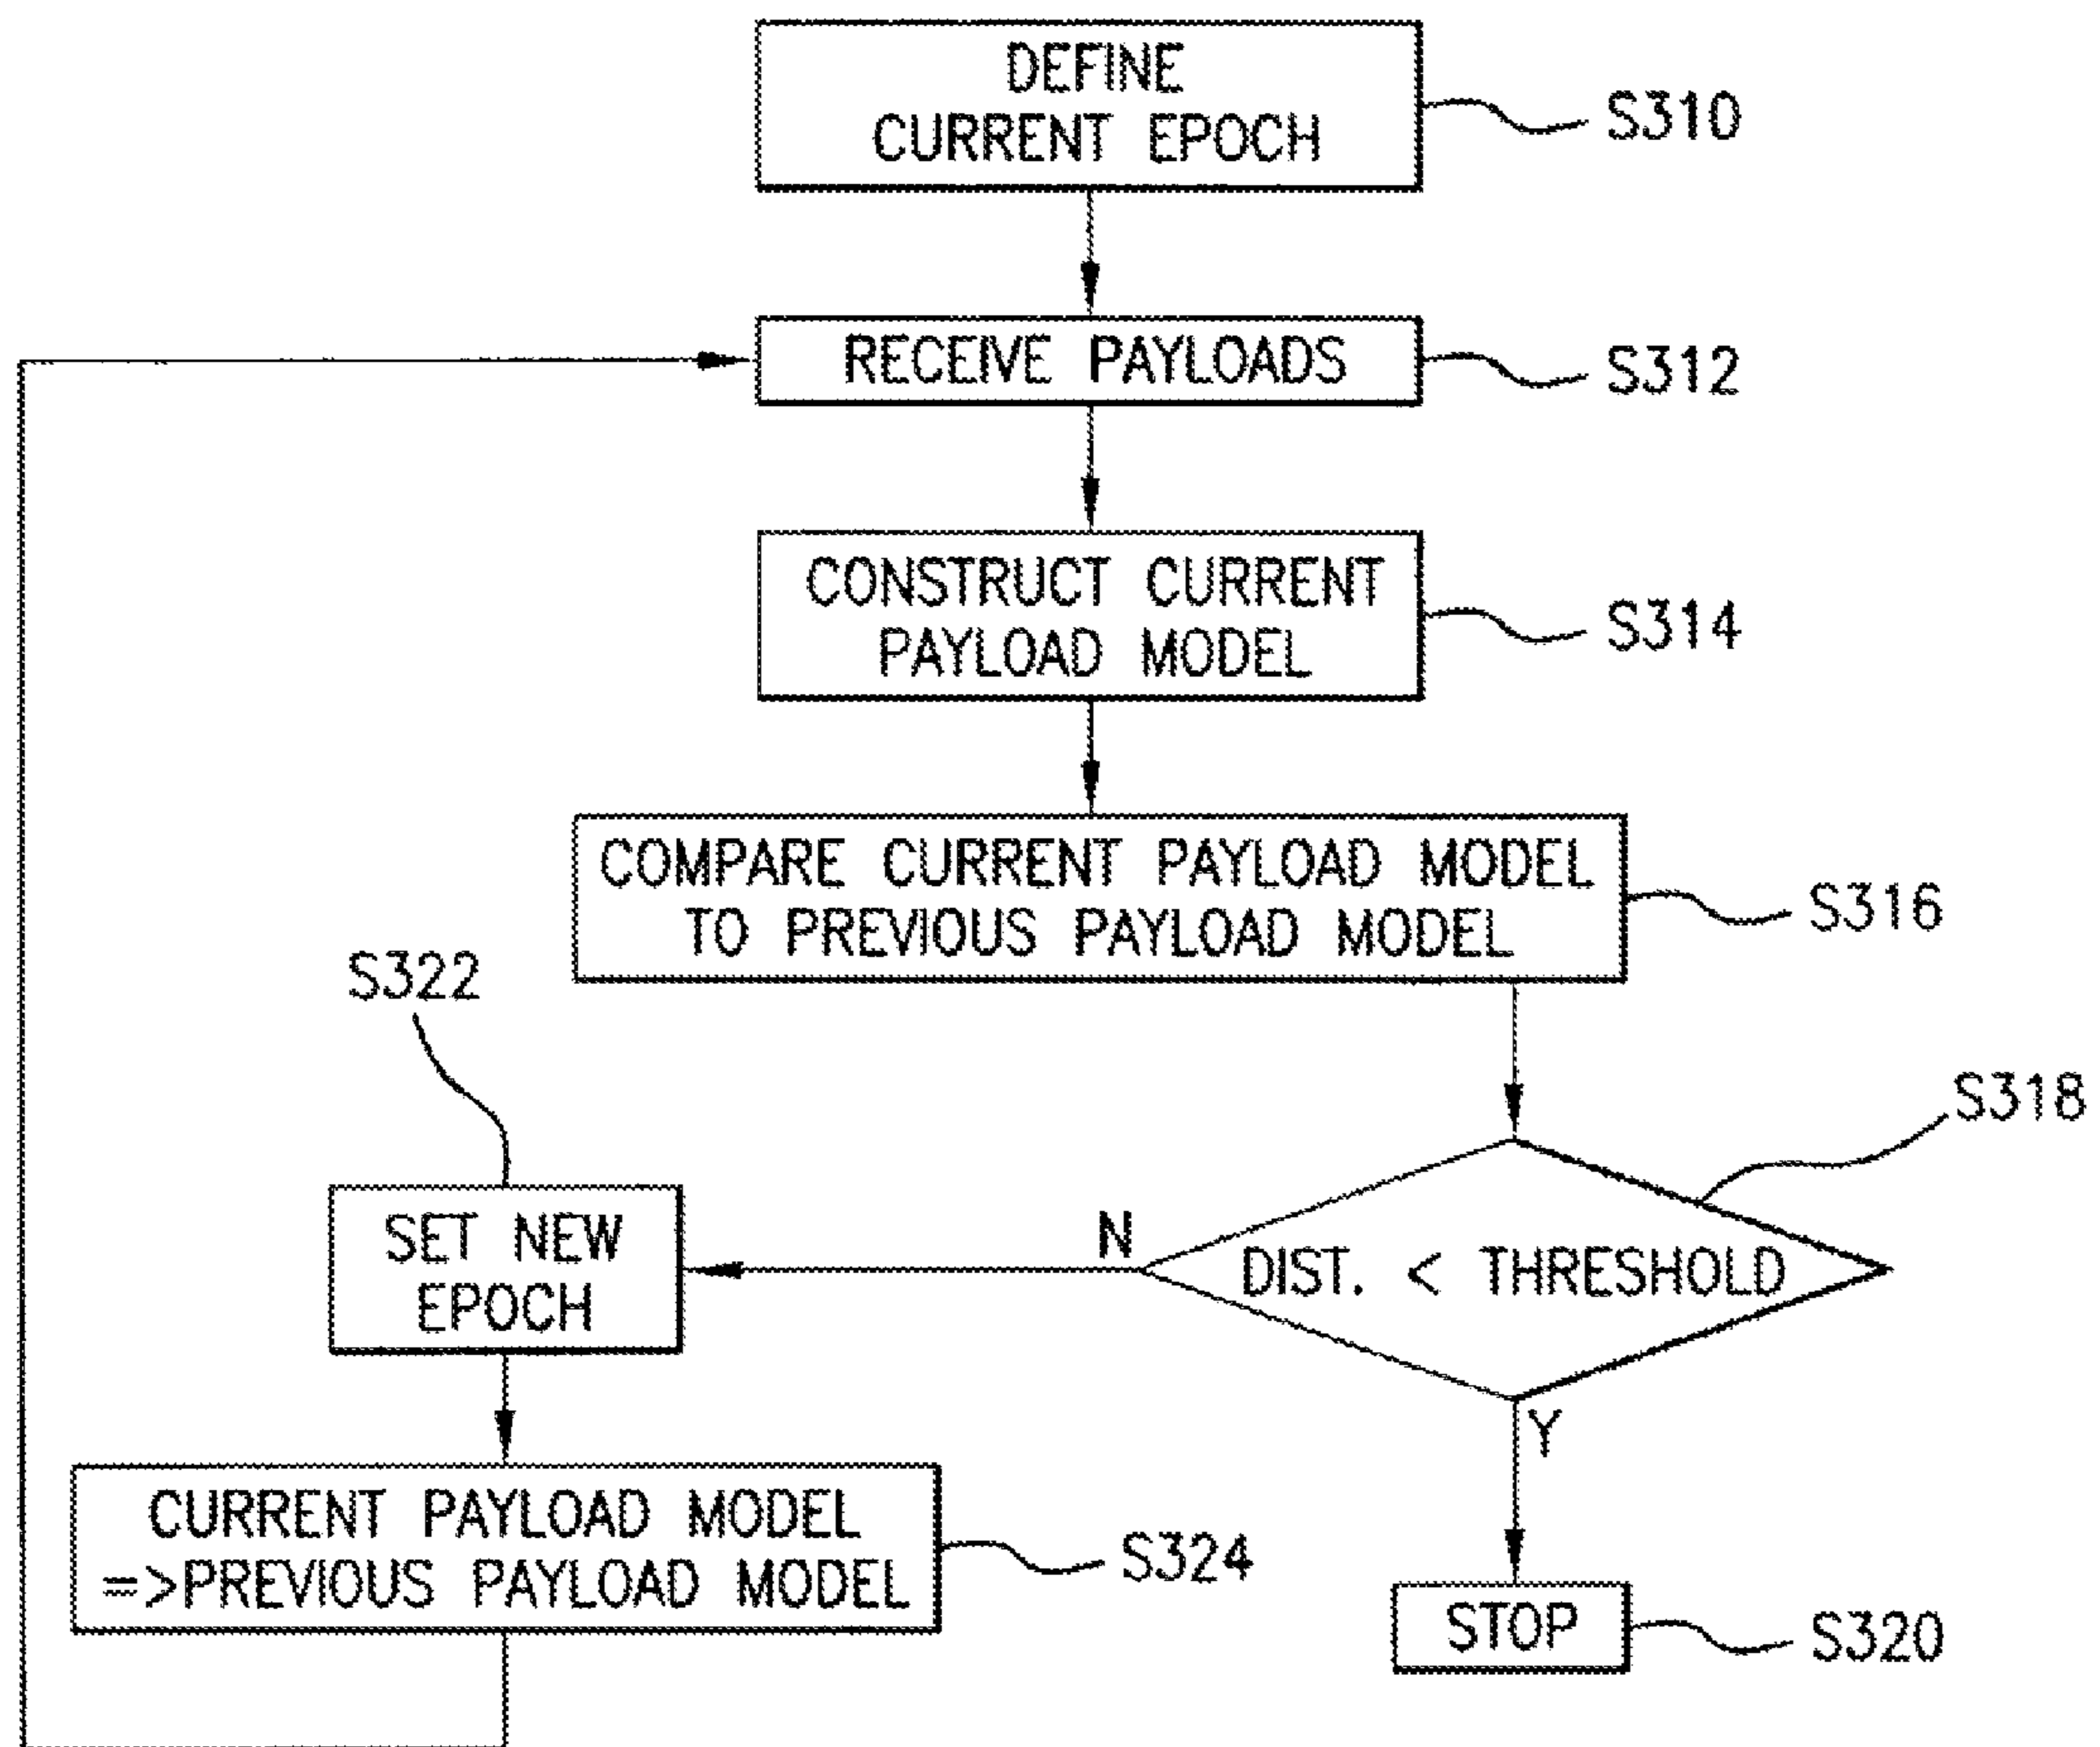 DEFINE
CURRENT EPOCH
S310
RECEIVE PAYLOADS
S312
CONSTRUCT CURRENT
PAYLOAD MODEL
S314
COMPARE CURRENT PAYLOAD MODEL
TO PREVIOUS PAYLOAD MODEL
S316
S322
S318
SET NEW
EPOCH
N
DIST. < THRESHOLD
Y
CURRENT PAYLOAD MODEL
=>PREVIOUS PAYLOAD MODEL
S324
STOP
S320